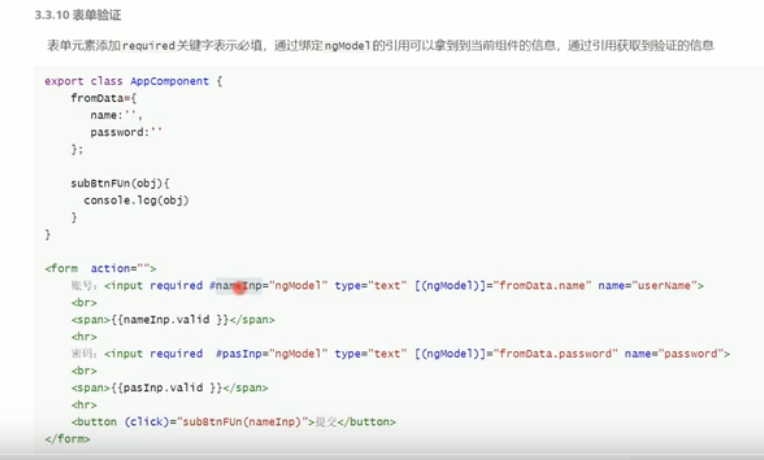 3.3.10 表单验证
表单元素添加required关键字表示必填，通过绑定ngModel的引用可以拿到到当前组件的信息，通过引用获取到验证的信息
export class AppComponent {
fromData={
name:'',
password:''
};
subBtnFUn(obj){
console.log(obj)
}
}
<form  action="">
账号：<input required #nameInp="ngModel" type="text" [(ngModel)]="fromData.name" name="userName">
<br>
<span>{{nameInp.valid }}</span>
<hr>
密码：<input required  #pasInp="ngModel" type="text" [(ngModel)]="fromData.password" name="password">
<br>
<span>{{pasInp.valid }}</span>
<hr>
<button (click)="subBtnFUn(nameInp)">提交</button>
</form>